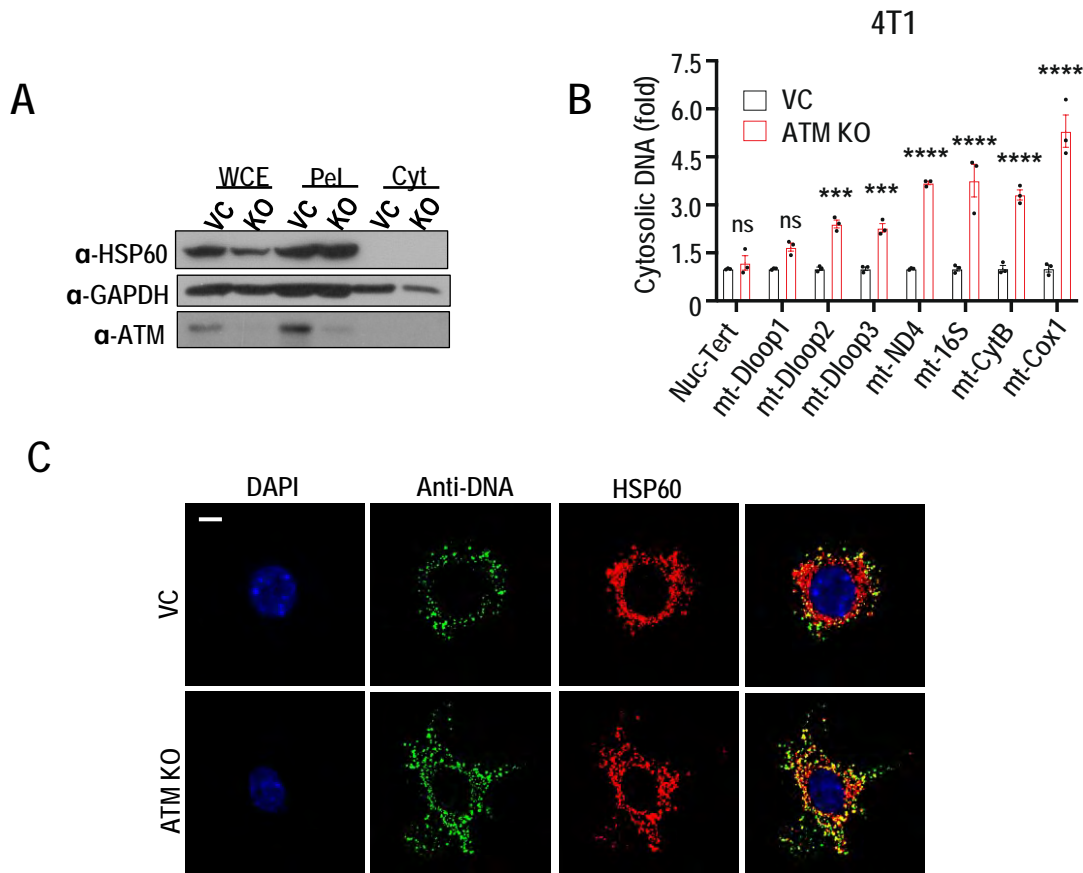 A
WCE PeL Cyt
VC KO VC KO VC KO
α-HSP60
α-GAPDH
α-ATM
4T1
B
Cytosolic DNA (fold)
7.5
6.0
4.5
3.0
1.5
0
VC
ATM KO
ns ns *** *** **** **** **** ****
Nuc-Tert
mt-Dloop1
mt-Dloop2
mt-Dloop3
mt-ND4
mt-16S
mt-CytB
mt-Cox1
C
DAPI Anti-DNA HSP60
VC
ATM KO